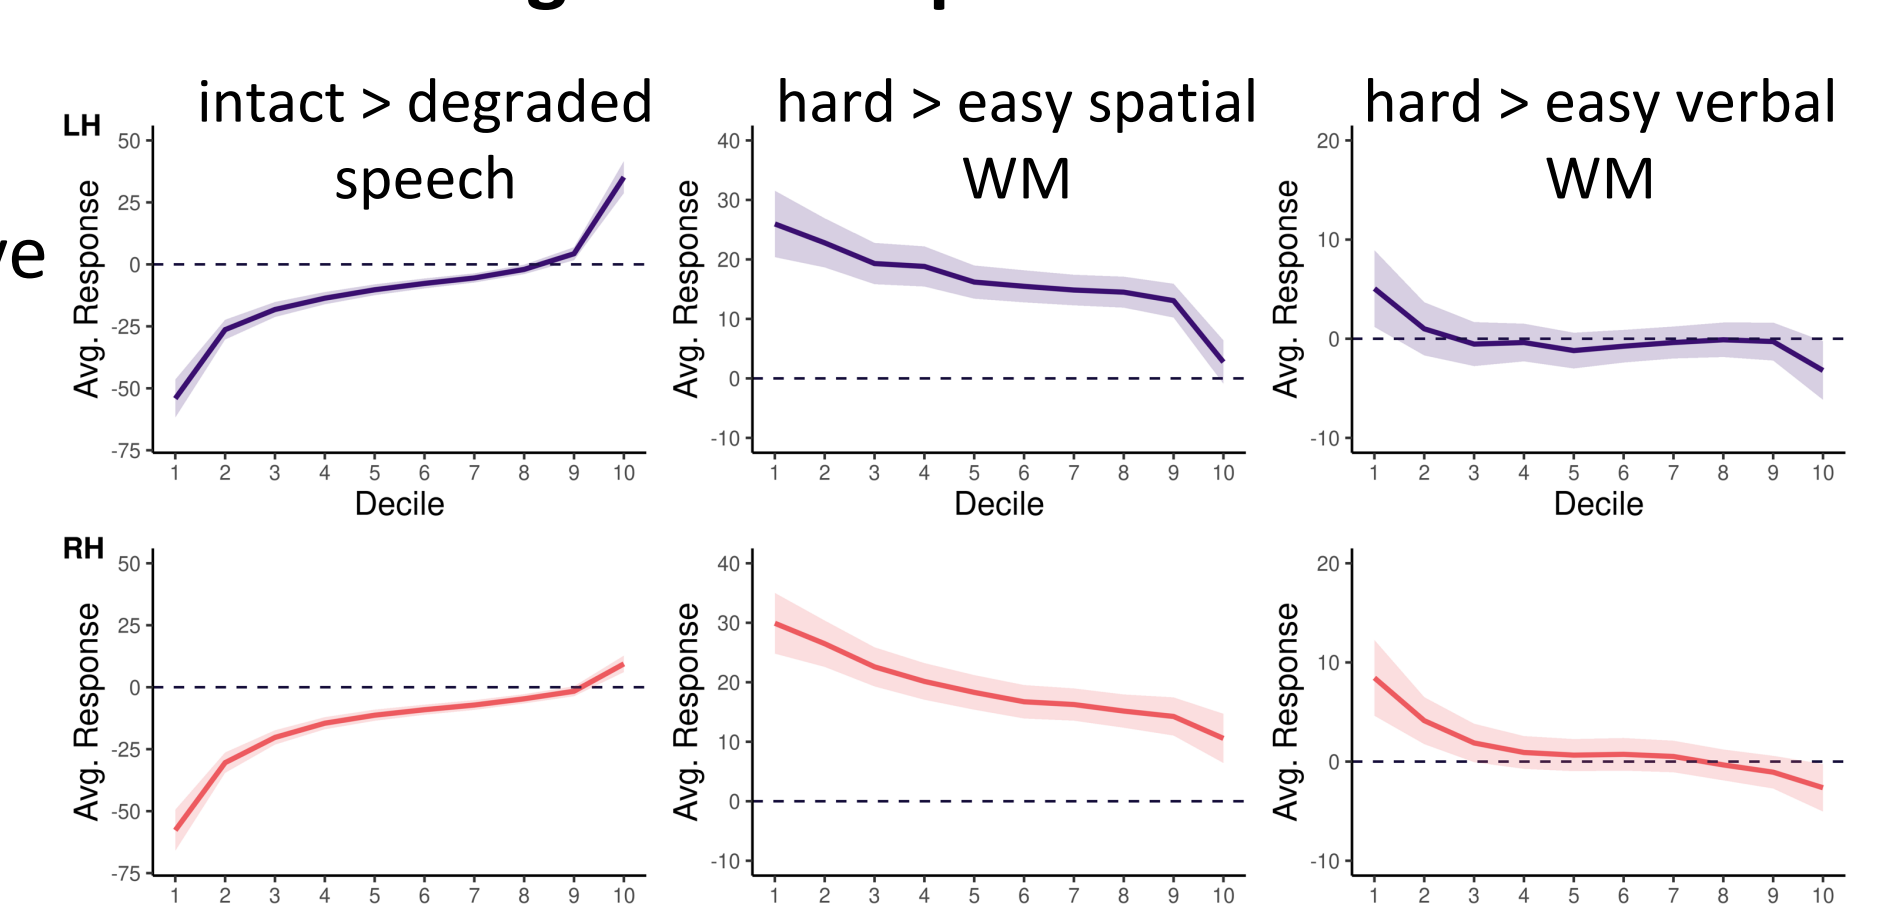 intact > degraded
speech
hard > easy spatial
WM
hard > easy verbal
WM
LH
50
25
0
-25
-50
-75
Avg. Response
1 2 3 4 5 6 7 8 9 10
Decile
40
30
20
10
0
-10
Avg. Response
1 2 3 4 5 6 7 8 9 10
Decile
20
10
0
-10
Avg. Response
1 2 3 4 5 6 7 8 9 10
Decile
RH
50
25
0
-25
-50
-75
Avg. Response
1 2 3 4 5 6 7 8 9 10
40
30
20
10
0
-10
Avg. Response
1 2 3 4 5 6 7 8 9 10
20
10
0
-10
Avg. Response
1 2 3 4 5 6 7 8 9 10